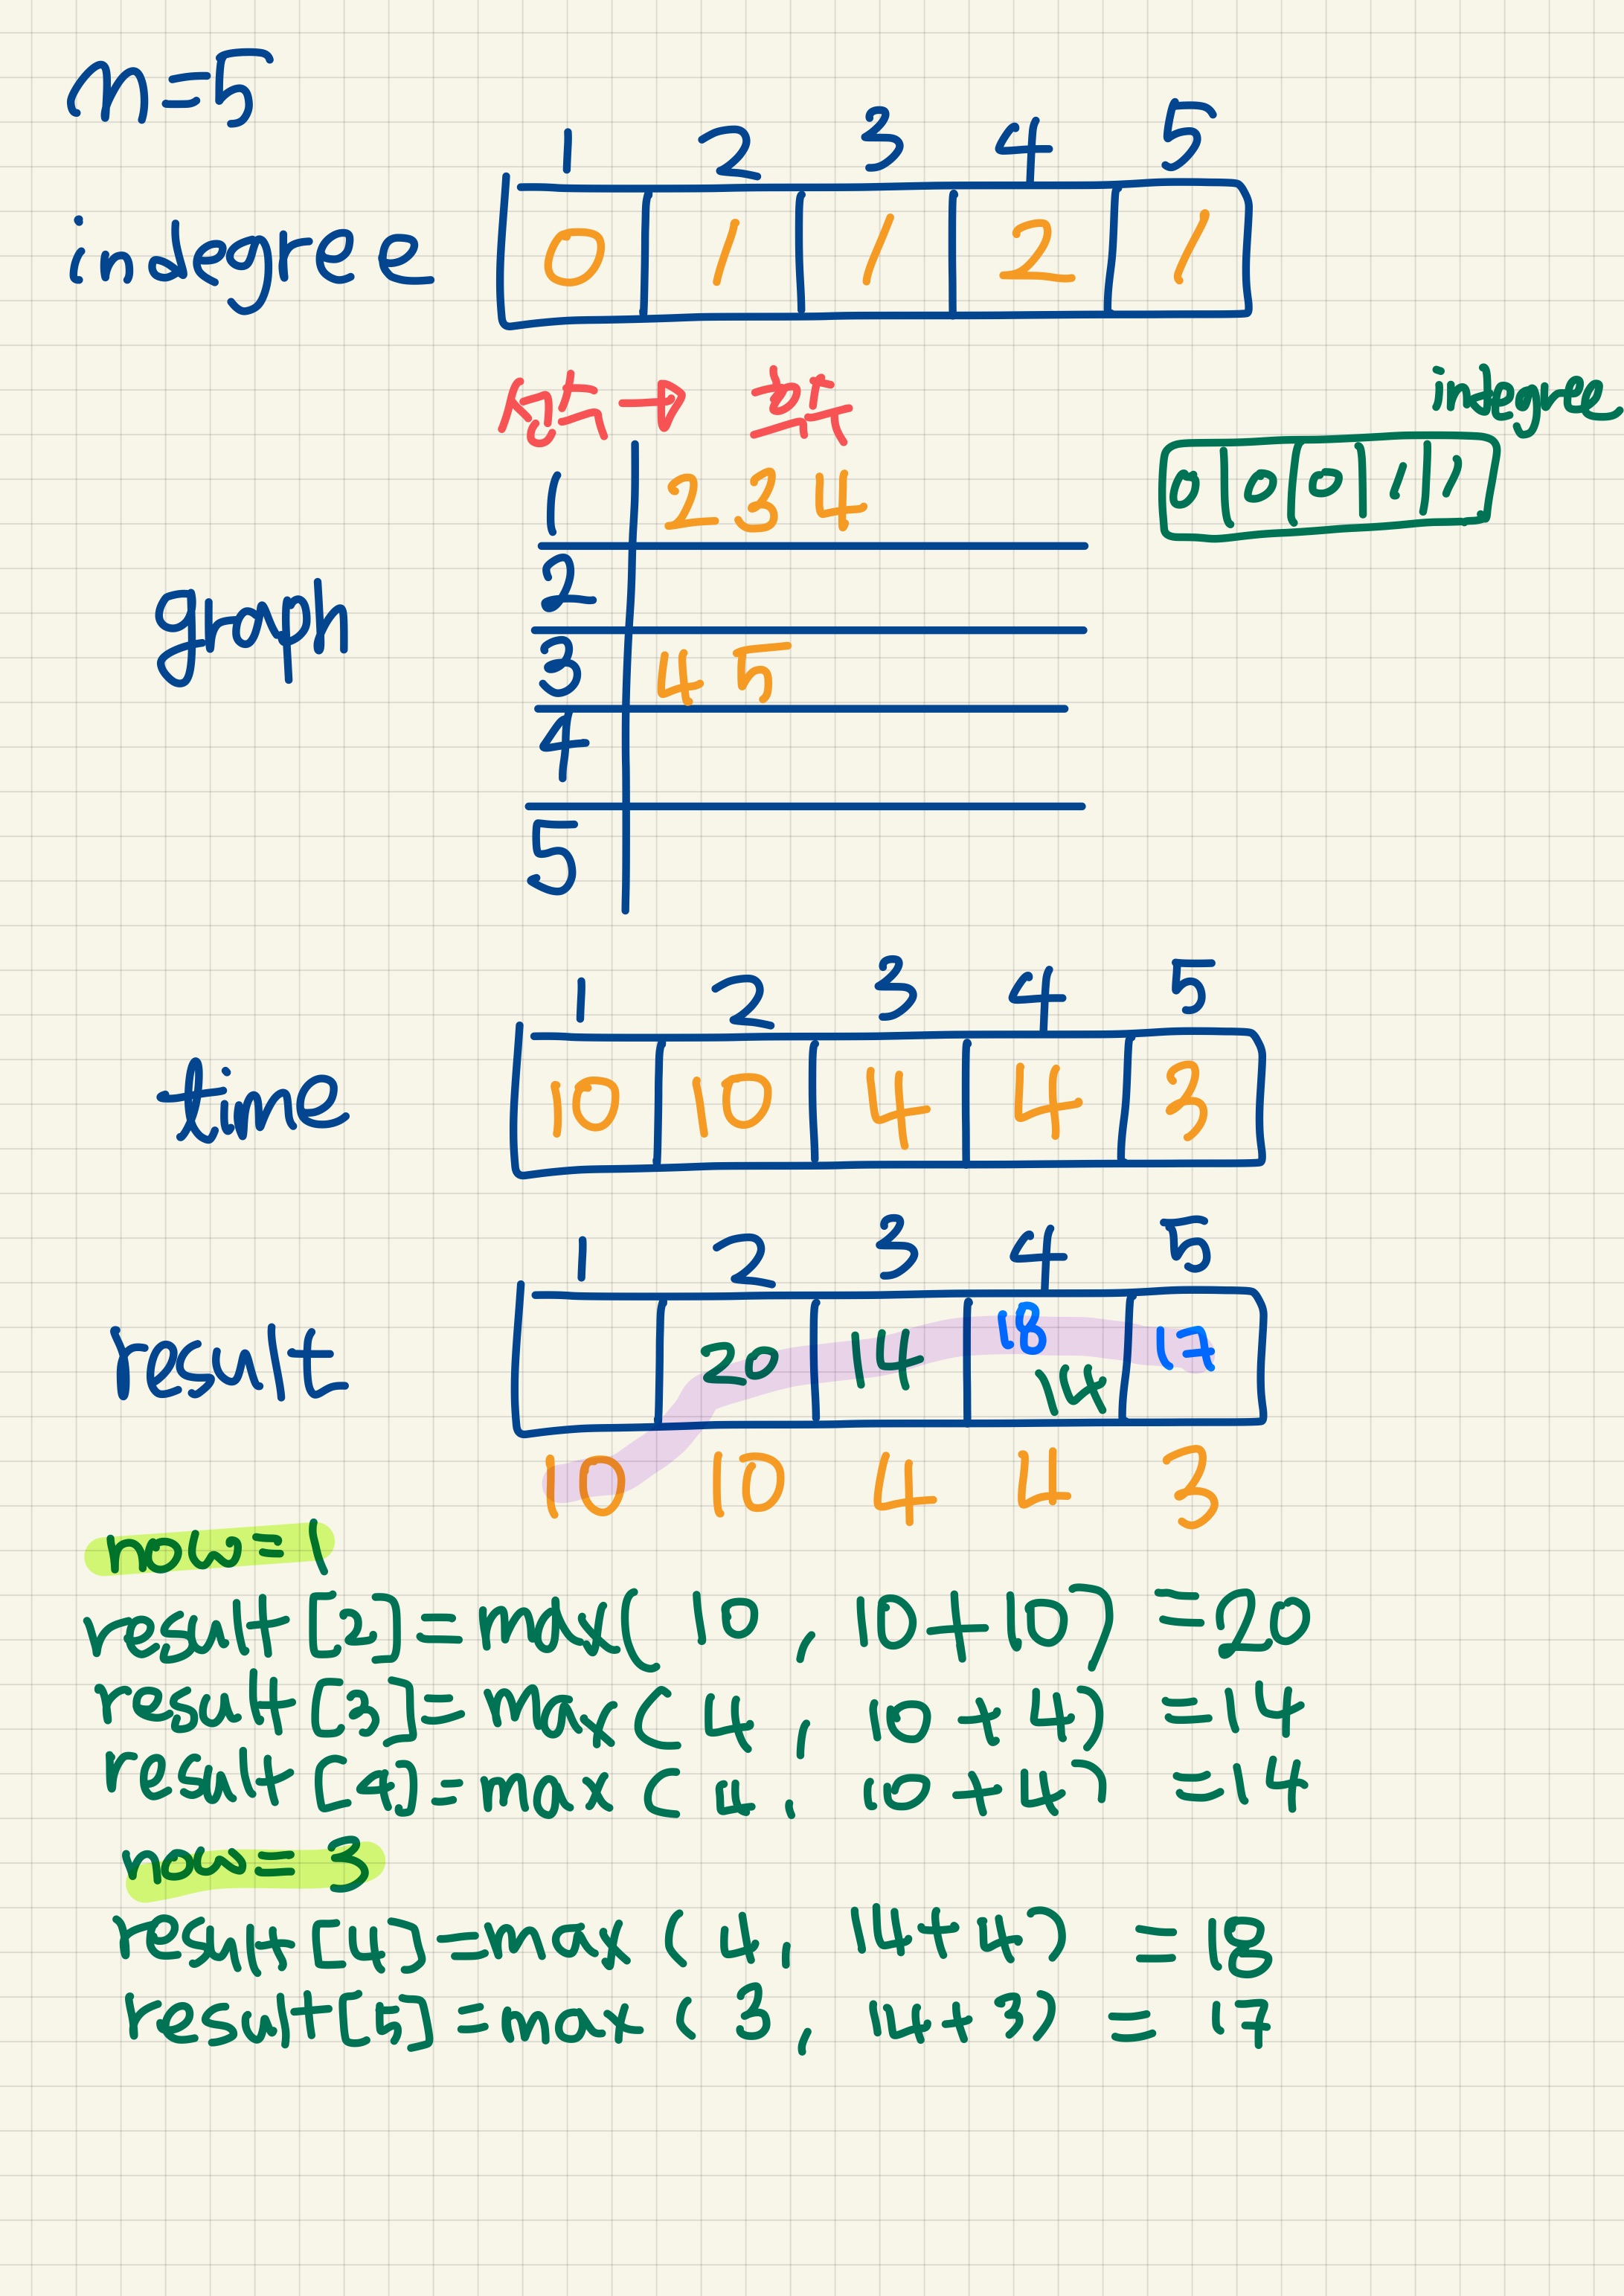 n=5
1 2 3 4 5
indegree 0 1 1 2 1
선수 → 후수
indegree
0 0 0 1 1
graph
1 2 3 4
2
3 4 5
4
5
1 2 3 4 5
time 10 10 4 4 3
1 2 3 4 5
result 20 14 18 14 17
10 10 4 4 3
now=1
result[2]=max(10, 10+10) =20
result[3]=max(4, 10+4) =14
result[4]=max(4, 10+4) =14
now=3
result[4]=max(4, 14+4) =18
result[5]=max(3, 14+3) = 17